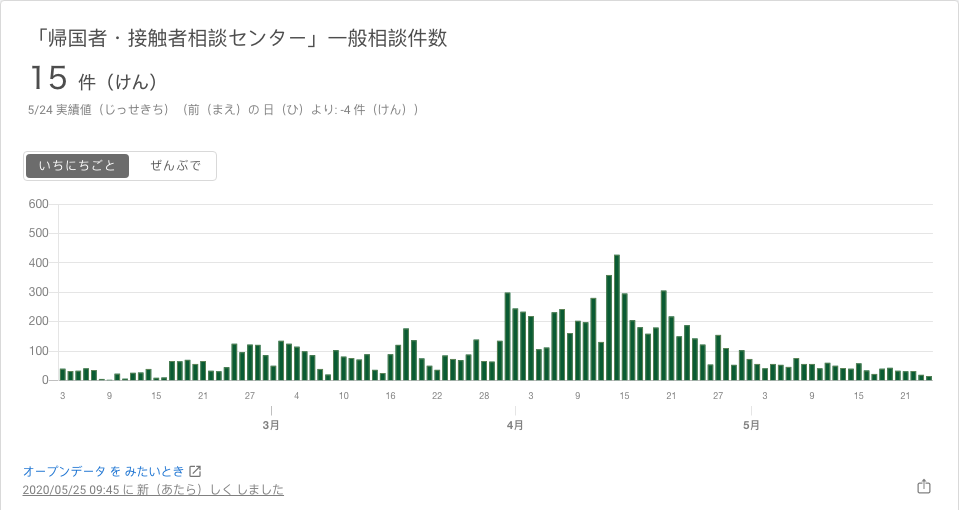 「帰国者・接触者相談センター」一般相談件数
15 件（けん）
5/24 実績値（じっせきち）（前（まえ）の 日（ひ）より: -4 件（けん））
いちにちごと ぜんぶで
600
500
400
300
200
100
0
3 9 15 21 27 4 10 16 22 28 3 9 15 21 27 3 9 15 21
3月 4月 5月
オープンデータ を みたいとき
2020/05/25 09:45 に 新（あたら）しく しました